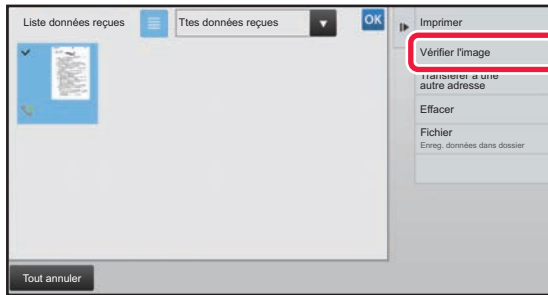 Liste données reçues
Ttes données reçues
OK
Imprimer
Vérifier l'image
Transférer à une
autre adresse
Effacer
Fichier
Enreg. données dans dossier
Tout annuler